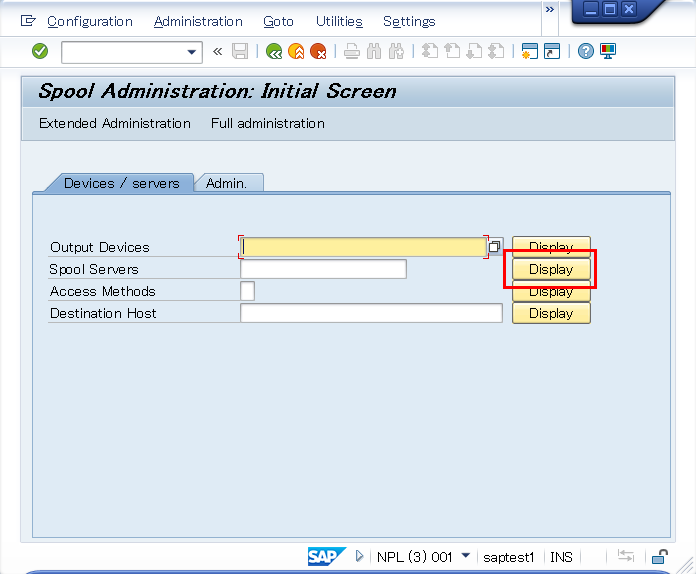 Configuration Administration Goto Utilities Settings »
«
Spool Administration: Initial Screen
Extended Administration Full administration
Devices / servers Admin.
Output Devices Display
Spool Servers Display
Access Methods Display
Destination Host Display
SAP NPL (3) 001 saptest1 INS